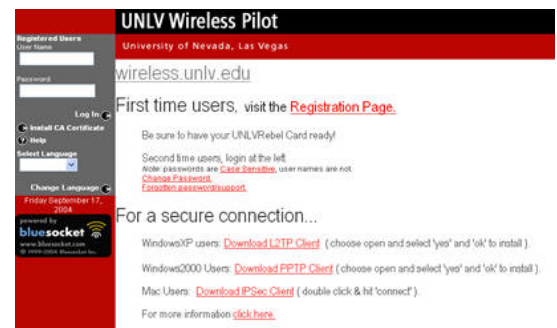 UNLV Wireless Pilot
University of Nevada, Las Vegas
Registered Users
User Name
Password
Log In
Install CA Certificate
Help
Select Language
Change Language
Friday September 17,
2004
powered by
bluesocket
www.bluesocket.com
© 1999-2004 Bluesocket Inc.
wireless.unlv.edu
First time users, visit the Registration Page.
Be sure to have your UNLVRebel Card ready!
Second time users, login at the left.
Note: passwords are Case Sensitive, user names are not.
Change Password.
Forgotten password/support.
For a secure connection...
WindowsXP users: Download L2TP Client ( choose open and select 'yes' and 'ok' to install ).
Windows2000 Users: Download PPTP Client ( choose open and select 'yes' and 'ok' to install ).
Mac Users: Download IPSec Client ( double click & hit 'connect' ).
For more information click here.